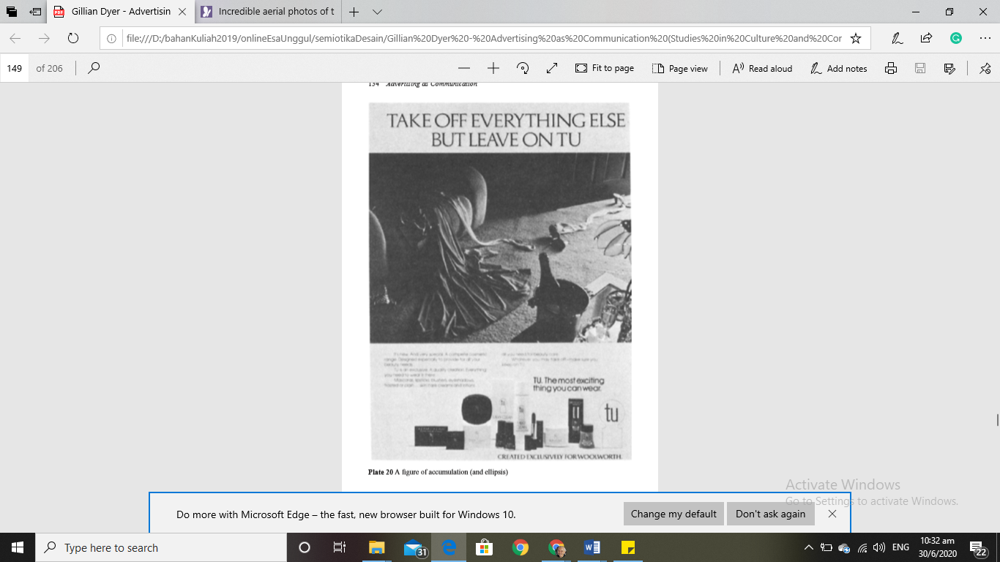 Gillian Dyer - Advertisin
Incredible aerial photos of t
file:///D:/bahanKuliah2019/onlineEsaUnggul/semiotikaDesain/Gillian%20Dyer%20-%20Advertising%20as%20Communication%20(Studies%20in%20Culture%20and%20Cor
149 of 206
Fit to page
Page view
Read aloud
Add notes
134 Advertising as Communication
TAKE OFF EVERYTHING ELSE
BUT LEAVE ON TU
TU. The most exciting
thing you can wear.
tu
CREATED EXCLUSIVELY FOR WOOLWORTH.
Plate 20 A figure of accumulation (and ellipsis)
Activate Windows
Go to Settings to activate Windows.
Do more with Microsoft Edge – the fast, new browser built for Windows 10.
Change my default
Don't ask again
Type here to search
31
ENG
10:32 am
30/6/2020
22